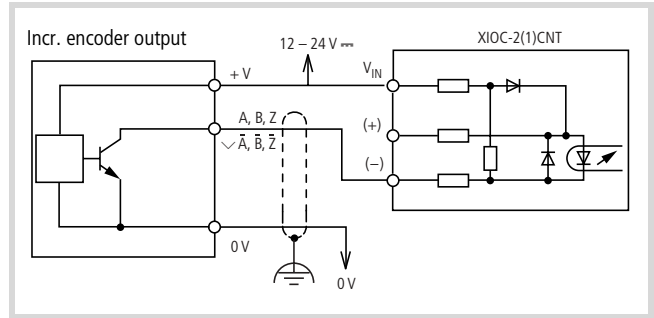 Incr. encoder output
12 – 24 V ⎓
XIOC-2(1)CNT
+ V
V_IN
A, B, Z
(+)
∨ A̅, B̅, Z̅
(–)
0 V
0 V